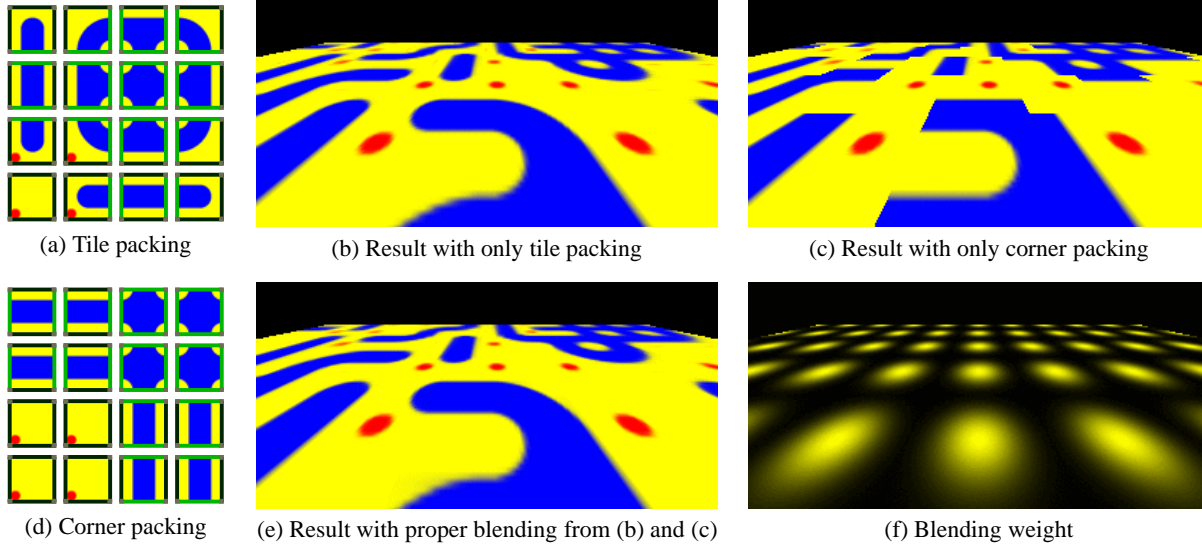 (a) Tile packing
(b) Result with only tile packing
(c) Result with only corner packing
(d) Corner packing
(e) Result with proper blending from (b) and (c)
(f) Blending weight